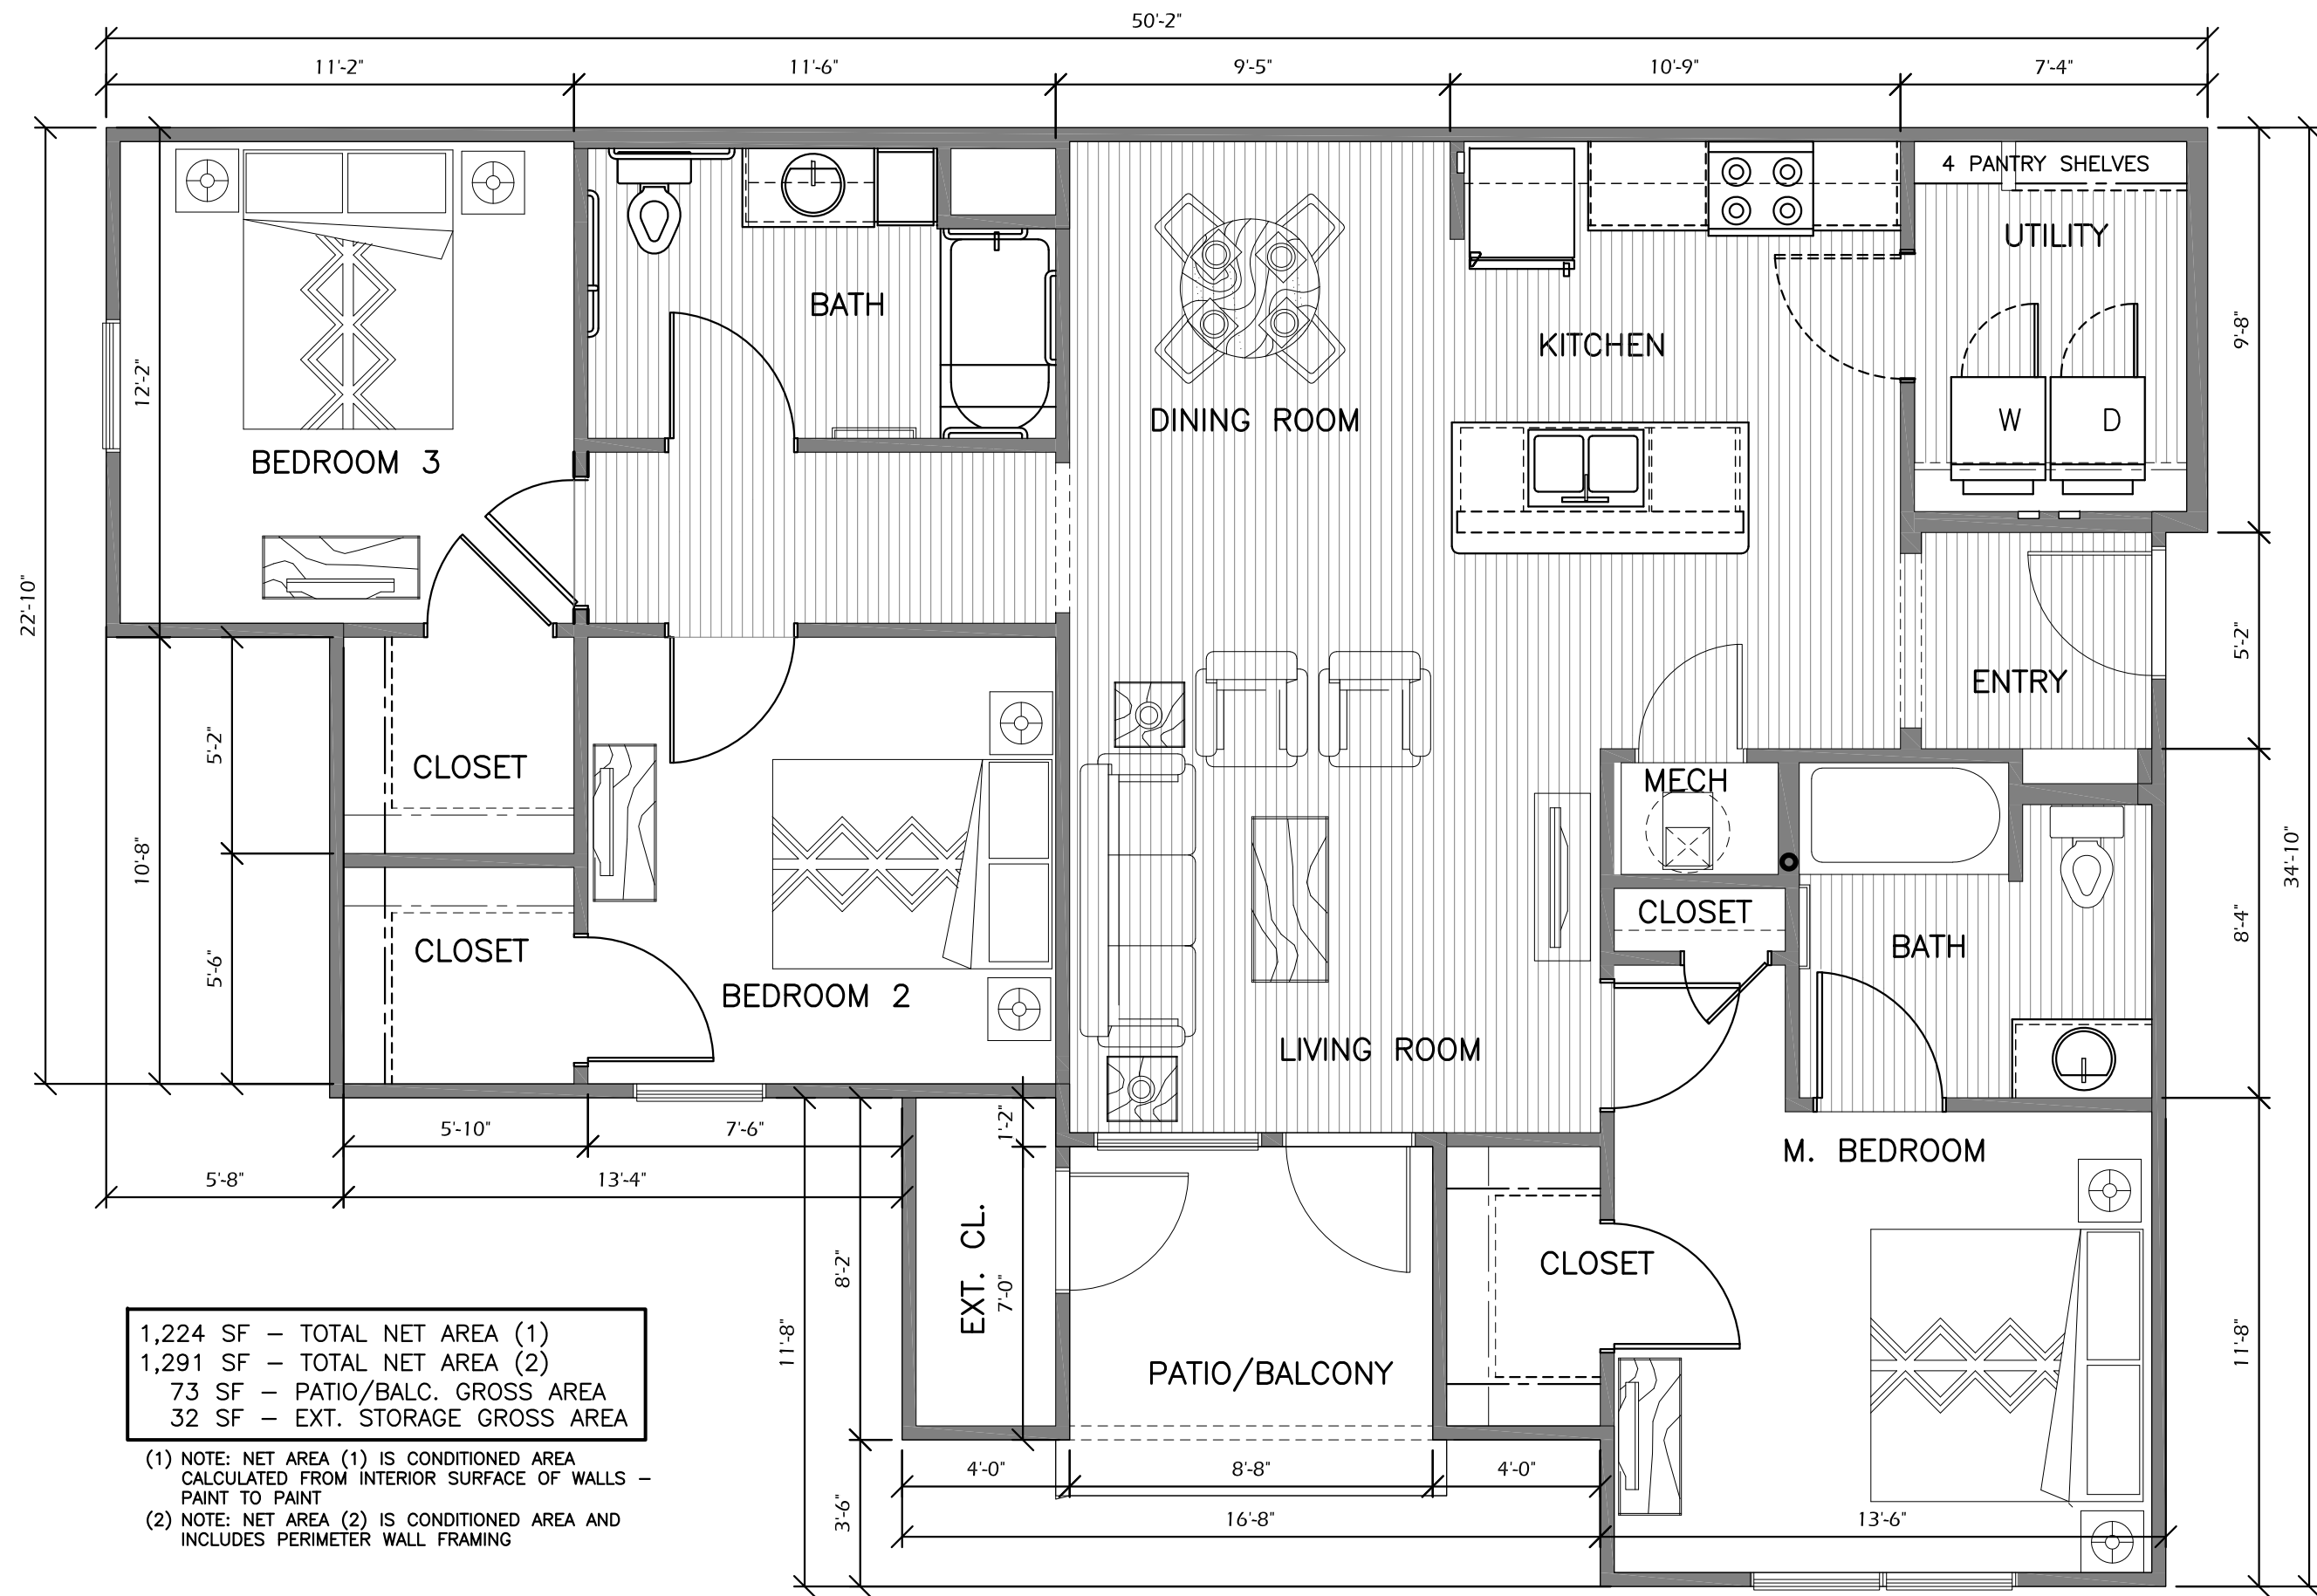 50'-2"
11'-2" 11'-6" 9'-5" 10'-9" 7'-4"
4 PANTRY SHELVES
UTILITY
BATH
KITCHEN
9'-8"
12'-2"
DINING ROOM
W D
BEDROOM 3
22'-10"
5'-2"
ENTRY
5'-2"
CLOSET
MECH
10'-8"
34'-10"
CLOSET
8'-4"
CLOSET
BATH
5'-6"
BEDROOM 2
LIVING ROOM
1'-2"
5'-10" 7'-6"
M. BEDROOM
5'-8" 13'-4"
EXT. CL.
7'-0"
8'-2"
CLOSET
11'-8"
11'-8"
PATIO/BALCONY
1,224 SF – TOTAL NET AREA (1)
1,291 SF – TOTAL NET AREA (2)
73 SF – PATIO/BALC. GROSS AREA
32 SF – EXT. STORAGE GROSS AREA
(1) NOTE: NET AREA (1) IS CONDITIONED AREA
CALCULATED FROM INTERIOR SURFACE OF WALLS –
PAINT TO PAINT
(2) NOTE: NET AREA (2) IS CONDITIONED AREA AND
INCLUDES PERIMETER WALL FRAMING
4'-0" 8'-8" 4'-0"
3'-6"
16'-8" 13'-6"